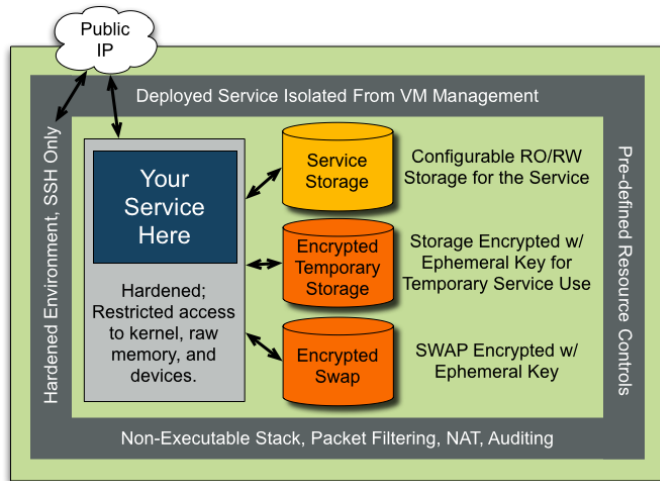 Public
IP
Deployed Service Isolated From VM Management
Hardened Environment, SSH Only
Your
Service
Here
Hardened;
Restricted access
to kernel, raw
memory, and
devices.
Service
Storage
Configurable RO/RW
Storage for the Service
Encrypted
Temporary
Storage
Storage Encrypted w/
Ephemeral Key for
Temporary Service Use
Encrypted
Swap
SWAP Encrypted w/
Ephemeral Key
Pre-defined Resource Controls
Non-Executable Stack, Packet Filtering, NAT, Auditing